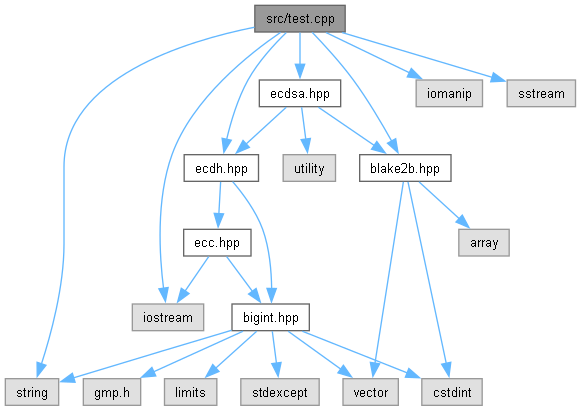 src/test.cpp
ecdsa.hpp
iomanip
sstream
ecdh.hpp
utility
blake2b.hpp
ecc.hpp
array
iostream
bigint.hpp
string
gmp.h
limits
stdexcept
vector
cstdint